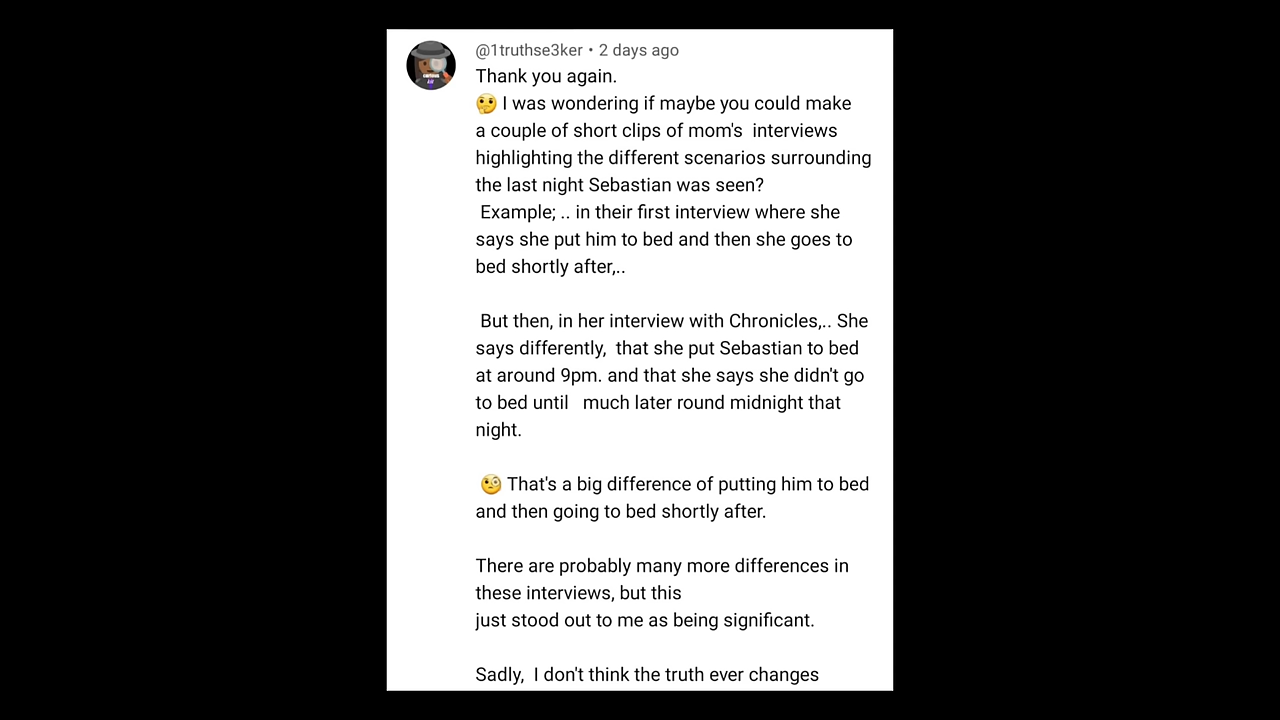 @1truthse3ker • 2 days ago
Thank you again.
🤔 I was wondering if maybe you could make
a couple of short clips of mom's  interviews
highlighting the different scenarios surrounding
the last night Sebastian was seen?
Example; .. in their first interview where she
says she put him to bed and then she goes to
bed shortly after,..
But then, in her interview with Chronicles,.. She
says differently,  that she put Sebastian to bed
at around 9pm. and that she says she didn't go
to bed until   much later round midnight that
night.
🧐 That's a big difference of putting him to bed
and then going to bed shortly after.
There are probably many more differences in
these interviews, but this
just stood out to me as being significant.
Sadly,  I don't think the truth ever changes